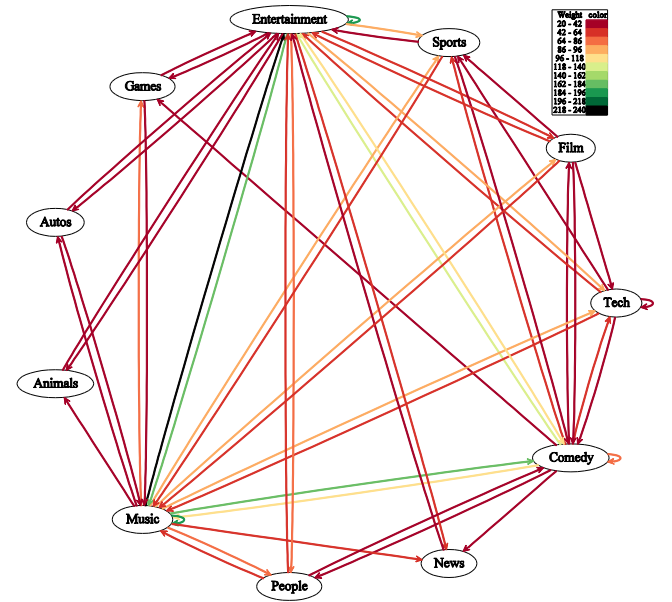 Entertainment
Sports
Weight color
20 - 42
42 - 64
64 - 86
86 - 96
96 - 118
118 - 140
140 - 162
162 - 184
184 - 196
196 - 218
218 - 240
Games
Film
Autos
Tech
Animals
Comedy
Music
News
People